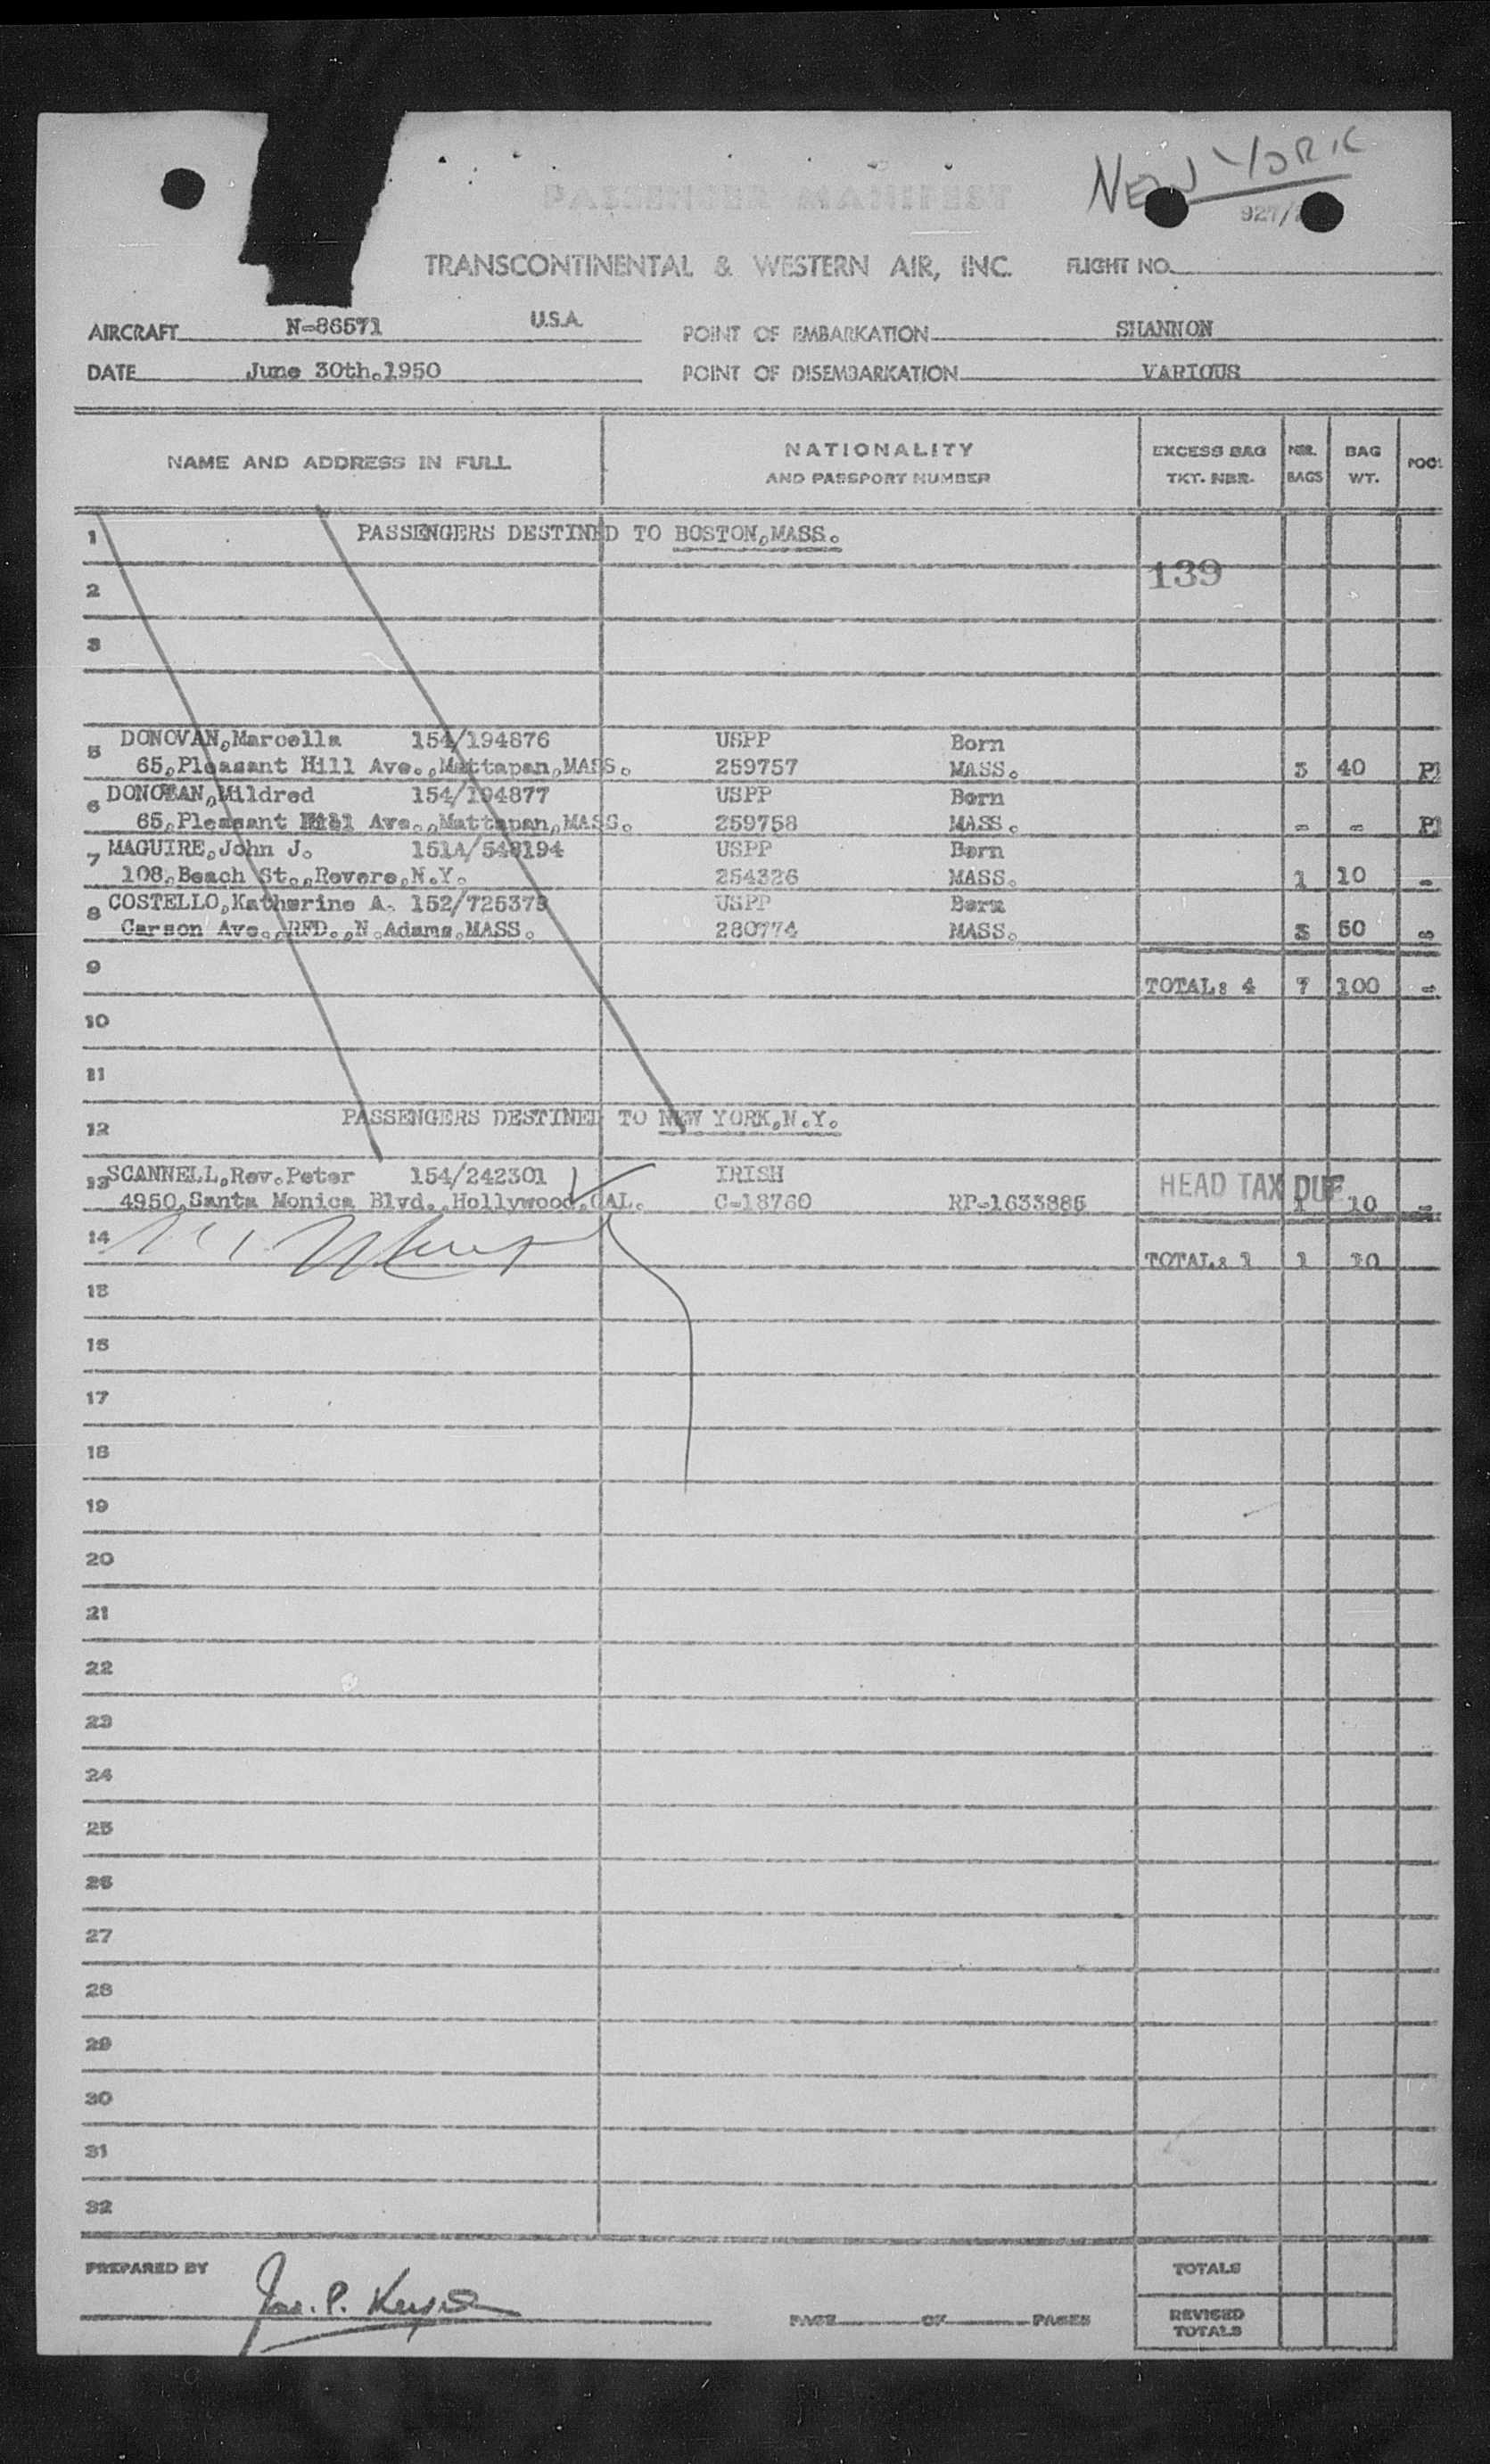 NEW YORK
PASSENGER MANIFEST
927/
TRANSCONTINENTAL & WESTERN AIR, INC. FLIGHT NO.
AIRCRAFT N-86571 U.S.A. POINT OF EMBARKATION SHANNON
DATE June 30th.1950 POINT OF DISEMBARKATION VARIOUS
NAME AND ADDRESS IN FULL
NATIONALITY
AND PASSPORT NUMBER
EXCESS BAG
TKT. NBR.
NBR.
BAGS
BAG
WT.
1 PASSENGERS DESTINED TO BOSTON,MASS.
139
2
3
DONOVAN,Marcella 154/194876 USPP Born
5 65,Pleasant Hill Ave.,Mattapan,MASS. 259757 MASS. 3 40
DONOVAN,Mildred 154/194877 USPP Born
6 65,Pleasant Hill Ave.,Mattapan,MASS. 259758 MASS. - -
MAGUIRE,John J. 151A/548194 USPP Born
7 108,Beach St.,Revere,N.Y. 254326 MASS. 1 10 -
COSTELLO,Katherine A. 152/725379 USPP Born
8 Carson Ave.,RFD.,N.Adams.MASS. 280774 MASS. 3 50 -
9 TOTAL: 4 7 100 -
10
11
12 PASSENGERS DESTINED TO NEW YORK,N.Y.
13 SCANNELL,Rev.Peter 154/242301 IRISH HEAD TAX DUE
4950,Santa Monica Blvd.,Hollywood,CAL. C-18760 RP-1633885 1 10 -
14 TOTAL: 1 1 10
15
16
17
18
19
20
21
22
23
24
25
26
27
28
29
30
31
32
PREPARED BY
PAGE OF PAGES
TOTALS
REVISED
TOTALS